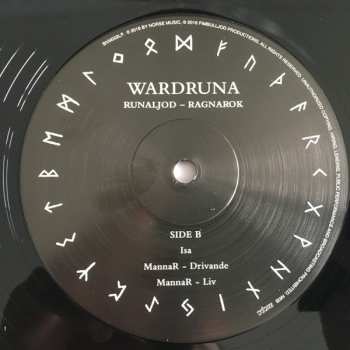 WARDRUNA
RUNALJOD – RAGNAROK
SIDE B
Isa
MannaR - Drivande
MannaR - Liv
ᚠ ᚢ ᚦ ᚨ ᚱ ᚲ ᚷ ᚹ ᚺ ᚾ ᛁ ᛃ ᛇ ᛈ ᛉ ᛊ ᛏ ᛒ ᛖ ᛗ ᛚ ᛜ ᛟ ᛞ